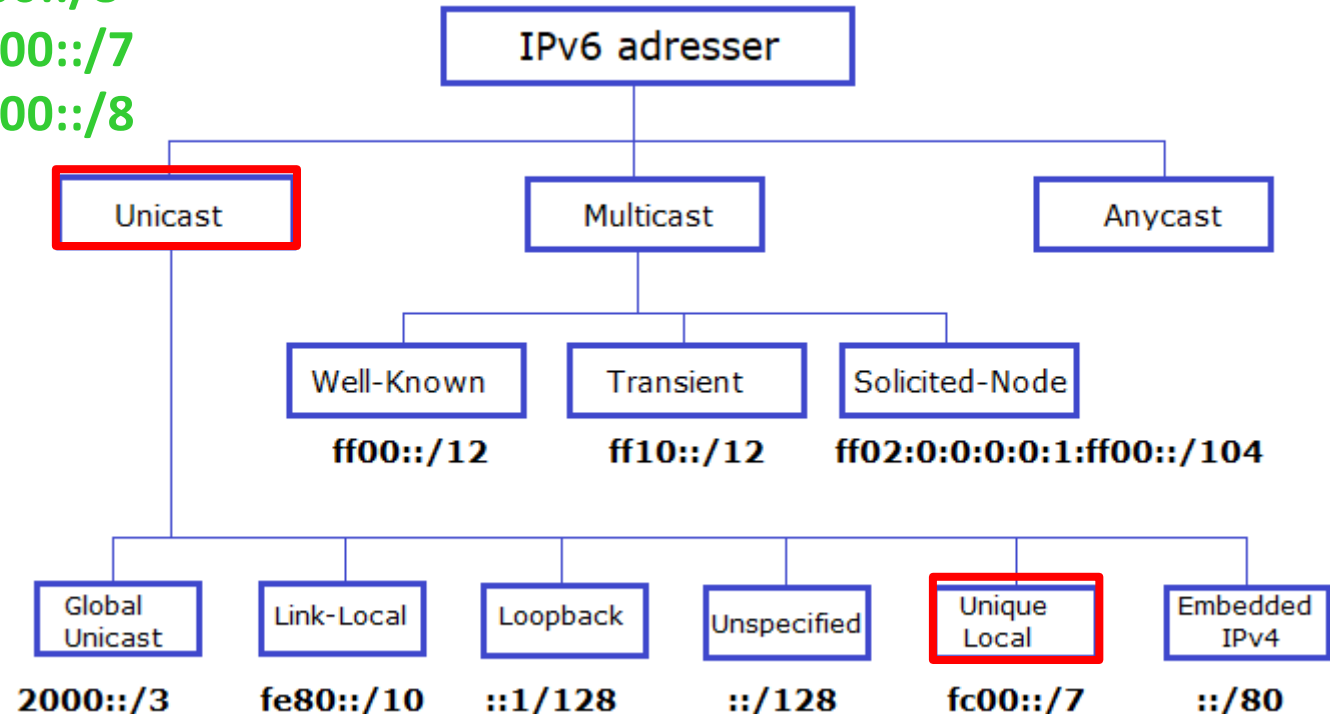 00::/7
00::/8
IPv6 adresser
Unicast
Multicast
Anycast
Well-Known
Transient
Solicited-Node
ff00::/12
ff10::/12
ff02:0:0:0:0:1:ff00::/104
Global
Unicast
Link-Local
Loopback
Unspecified
Unique
Local
Embedded
IPv4
2000::/3
fe80::/10
::1/128
::/128
fc00::/7
::/80